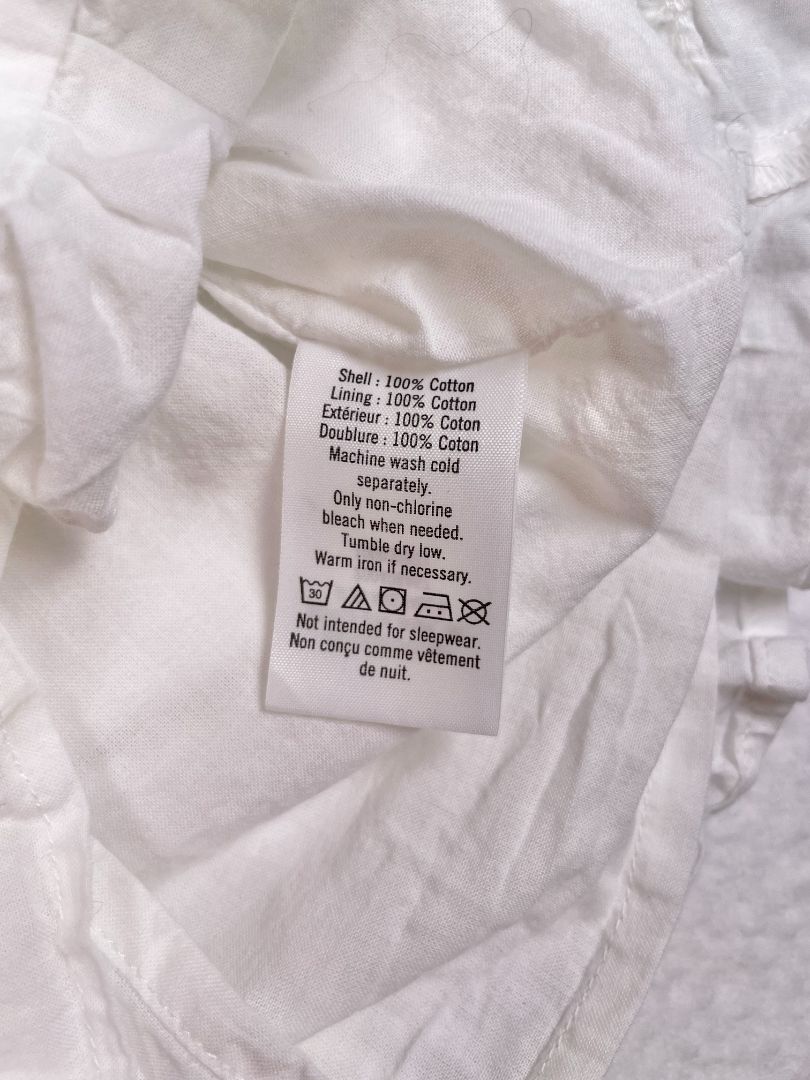 Shell : 100% Cotton
Lining : 100% Cotton
Extérieur : 100% Coton
Doublure : 100% Coton
Machine wash cold
separately.
Only non-chlorine
bleach when needed.
Tumble dry low.
Warm iron if necessary.
30
Not intended for sleepwear.
Non conçu comme vêtement
de nuit.